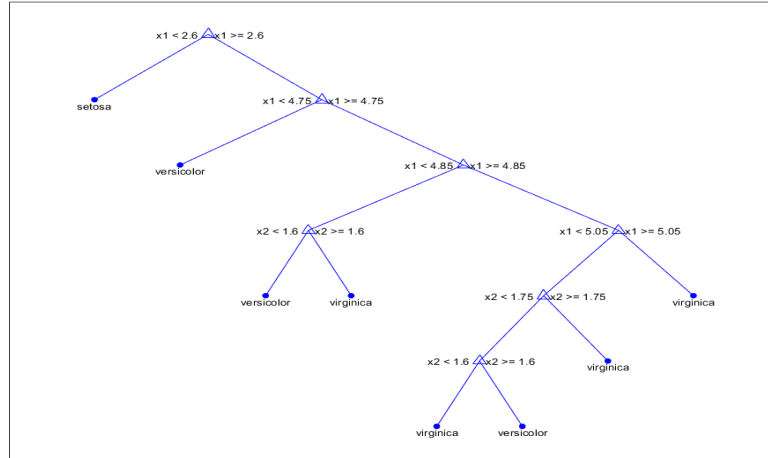 x1 < 2.6 x1 >= 2.6
setosa
x1 < 4.75 x1 >= 4.75
versicolor
x1 < 4.85 x1 >= 4.85
x2 < 1.6 x2 >= 1.6
x1 < 5.05 x1 >= 5.05
versicolor
virginica
x2 < 1.75 x2 >= 1.75
virginica
x2 < 1.6 x2 >= 1.6
virginica
virginica
versicolor